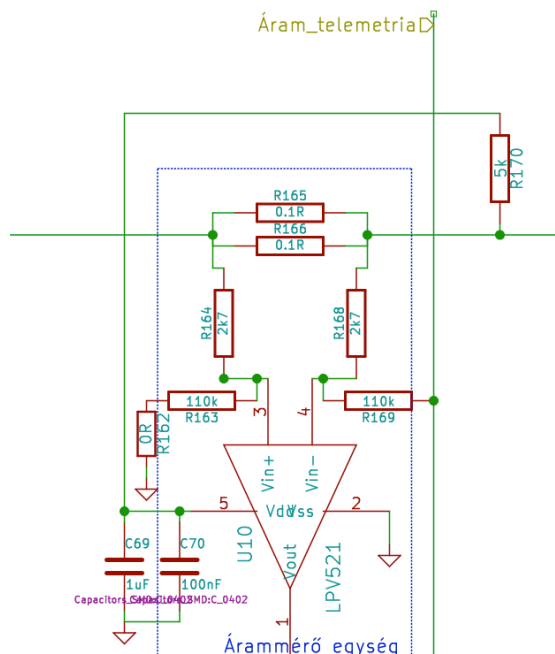 Áram_telemetria
5k
R170
R165
0.1R
R166
0.1R
R164
2k7
R168
2k7
110k
R163
110k
R169
0R
R162
3
4
Vin+
Vin-
5
Vdd
Vss
2
U10
Vout
LPV521
C69
C70
1uF
100nF
1
Árammérő egység